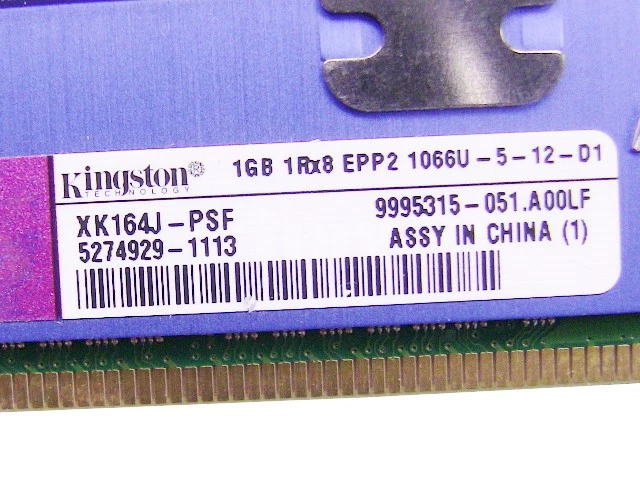 Kingston 1GB 1Rx8 EPP2 1066U-5-12-D1
TECHNOLOGY
XK164J-PSF 9995315-051.A00LF
5274929-1113 ASSY IN CHINA (1)